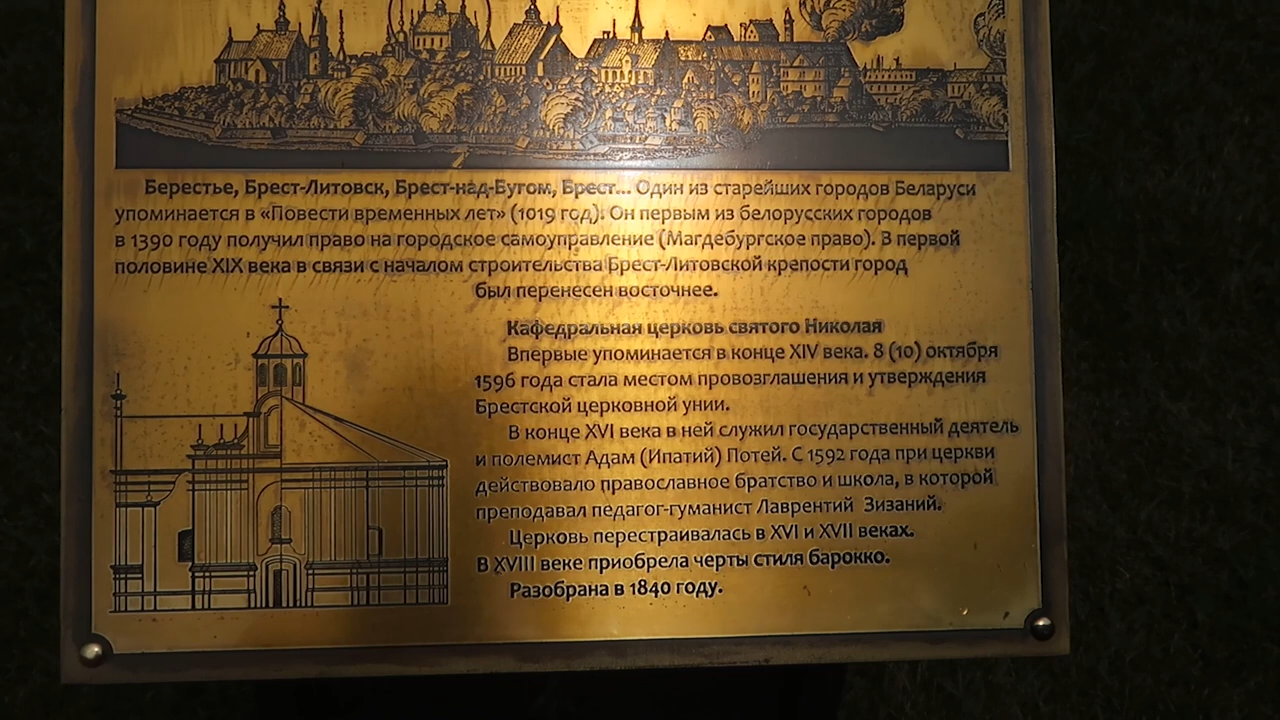 Берестье, Брест-Литовск, Брест-над-Бугом, Брест... Один из старейших городов Беларуси
упоминается в «Повести временных лет» (1019 год). Он первым из белорусских городов
в 1390 году получил право на городское самоуправление (Магдебургское право). В первой
половине XIX века в связи с началом строительства Брест-Литовской крепости город
был перенесен восточнее.
Кафедральная церковь святого Николая
Впервые упоминается в конце XIV века. 8 (10) октября
1596 года стала местом провозглашения и утверждения
Брестской церковной унии.
В конце XVI века в ней служил государственный деятель
и полемист Адам (Ипатий) Потей. С 1592 года при церкви
действовало православное братство и школа, в которой
преподавал педагог-гуманист Лаврентий Зизаний.
Церковь перестраивалась в XVI и XVII веках.
В XVIII веке приобрела черты стиля барокко.
Разобрана в 1840 году.